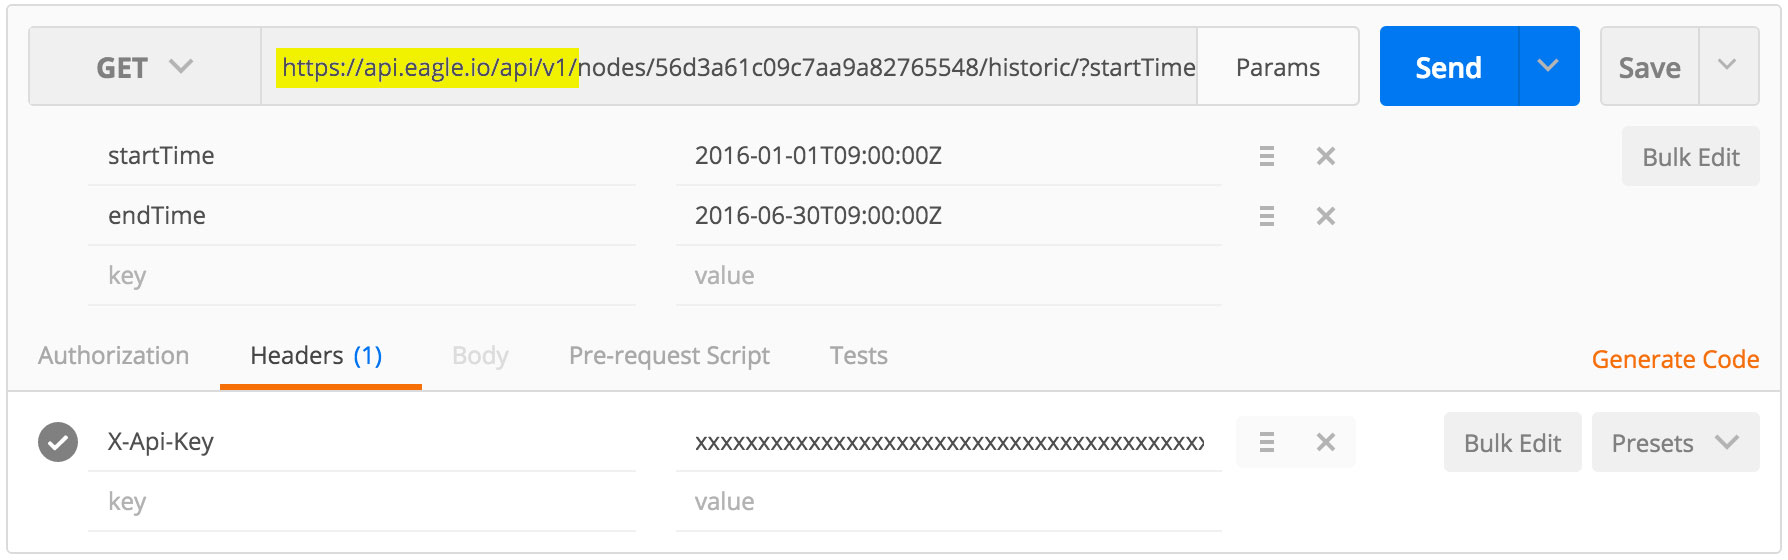 GET https://api.eagle.io/api/v1/nodes/56d3a61c09c7aa9a82765548/historic/?startTime Params Send Save
startTime 2016-01-01T09:00:00Z Bulk Edit
endTime 2016-06-30T09:00:00Z
key value
Authorization Headers (1) Body Pre-request Script Tests Generate Code
X-Api-Key xxxxxxxxxxxxxxxxxxxxxxxxxxxxxxxxxxxxxxxxx Bulk Edit Presets
key value